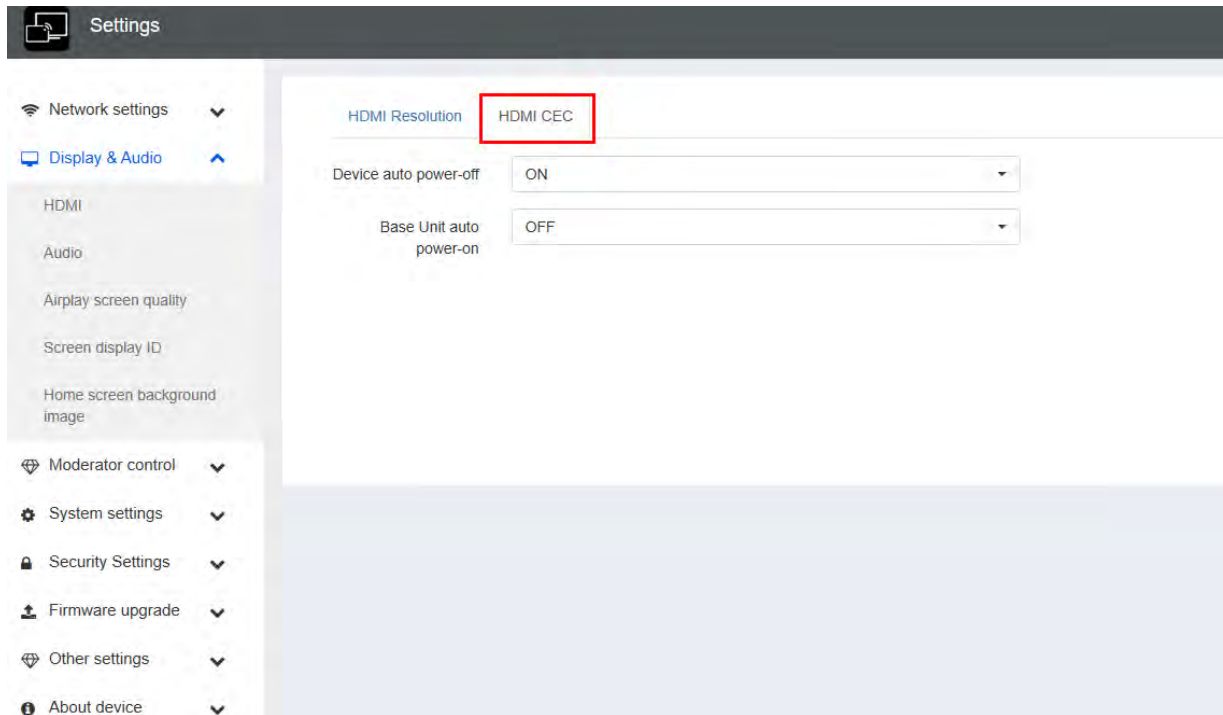 Settings
Network settings
Display & Audio
HDMI
Audio
Airplay screen quality
Screen display ID
Home screen background
image
Moderator control
System settings
Security Settings
Firmware upgrade
Other settings
About device
HDMI Resolution
HDMI CEC
Device auto power-off
ON
Base Unit auto
power-on
OFF